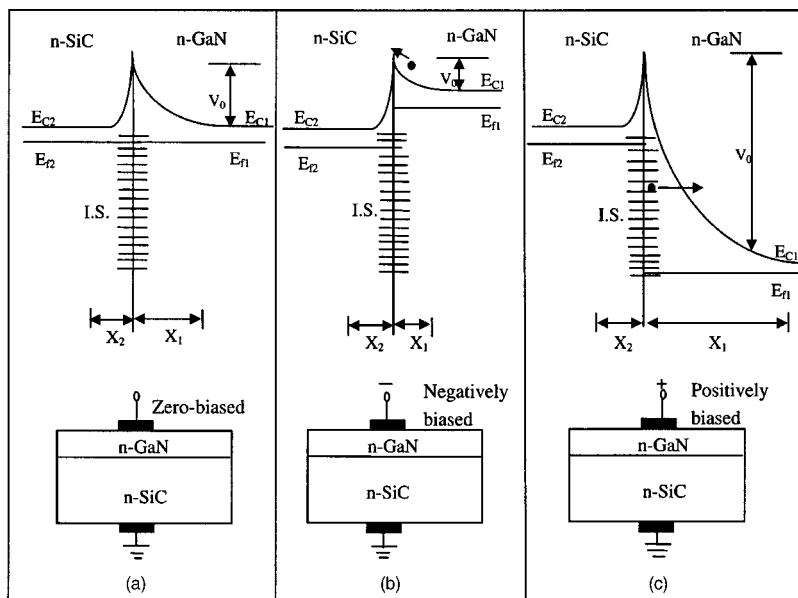 n-SiC n-GaN
V0
EC2 EC1
Ef2 Ef1
I.S.
X2 X1
Zero-biased
n-GaN
n-SiC
(a)
n-SiC n-GaN
V0
EC1
EC2
Ef1
Ef2
I.S.
X2 X1
−
Negatively
biased
n-GaN
n-SiC
(b)
n-SiC n-GaN
EC2
Ef2
V0
I.S.
EC1
Ef1
X2 X1
+
Positively
biased
n-GaN
n-SiC
(c)